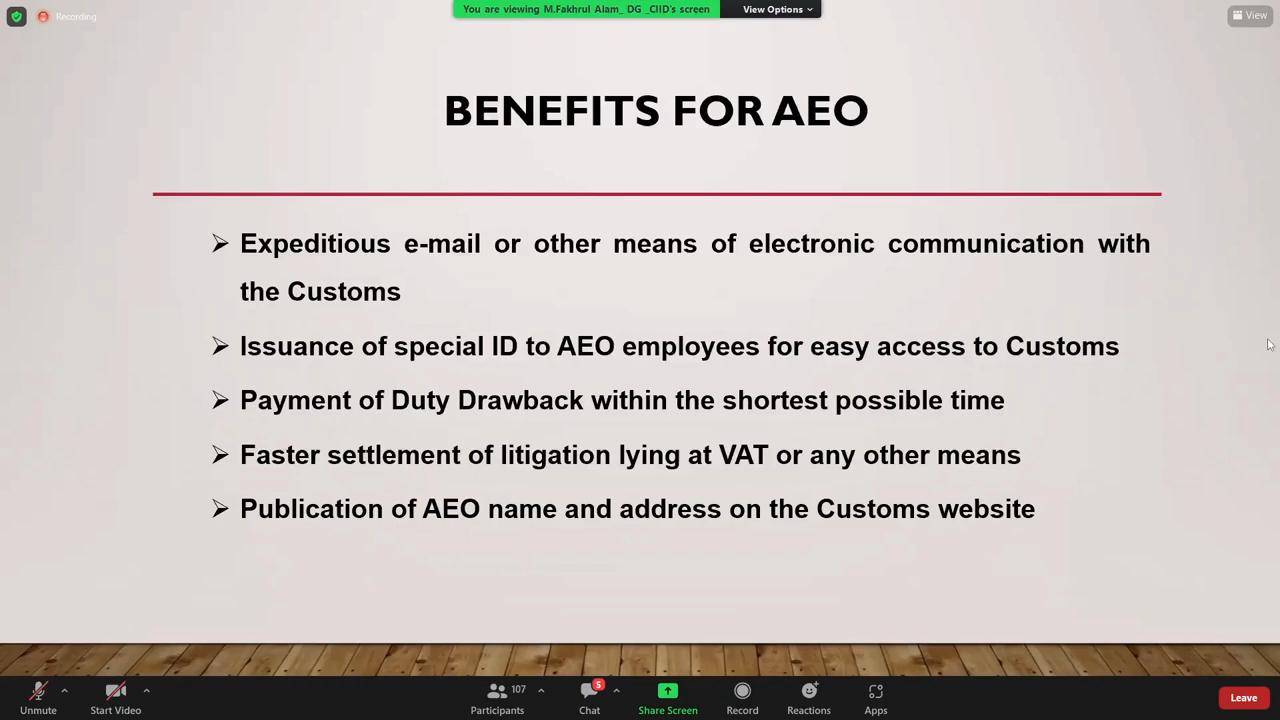 Recording
You are viewing M.Fakhrul Alam_ DG _CIID's screen
View Options
View
BENEFITS FOR AEO
Expeditious e-mail or other means of electronic communication with
the Customs
Issuance of special ID to AEO employees for easy access to Customs
Payment of Duty Drawback within the shortest possible time
Faster settlement of litigation lying at VAT or any other means
Publication of AEO name and address on the Customs website
107
5
Unmute
Start Video
Participants
Chat
Share Screen
Record
Reactions
Apps
Leave